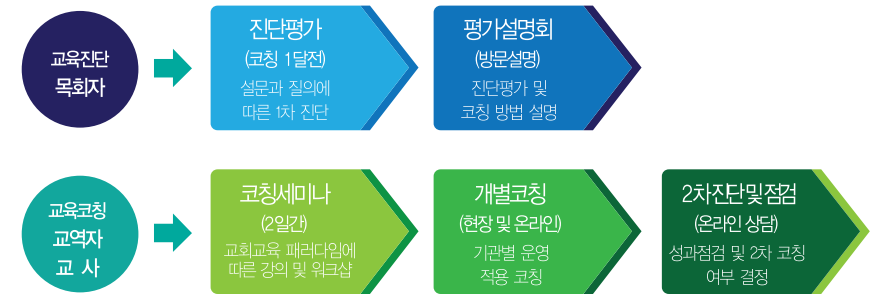 교육진단
목회자
진단평가
(코칭 1달전)
설문과 질의에
따른 1차 진단
평가설명회
(방문설명)
진단평가 및
코칭 방법 설명
교육코칭
교역자
교 사
코칭세미나
(2일간)
교회교육 패러다임에
따른 강의 및 워크샵
개별코칭
(현장 및 온라인)
기관별 운영
적용 코칭
2차진단및점검
(온라인 상담)
성과점검 및 2차 코칭
여부 결정